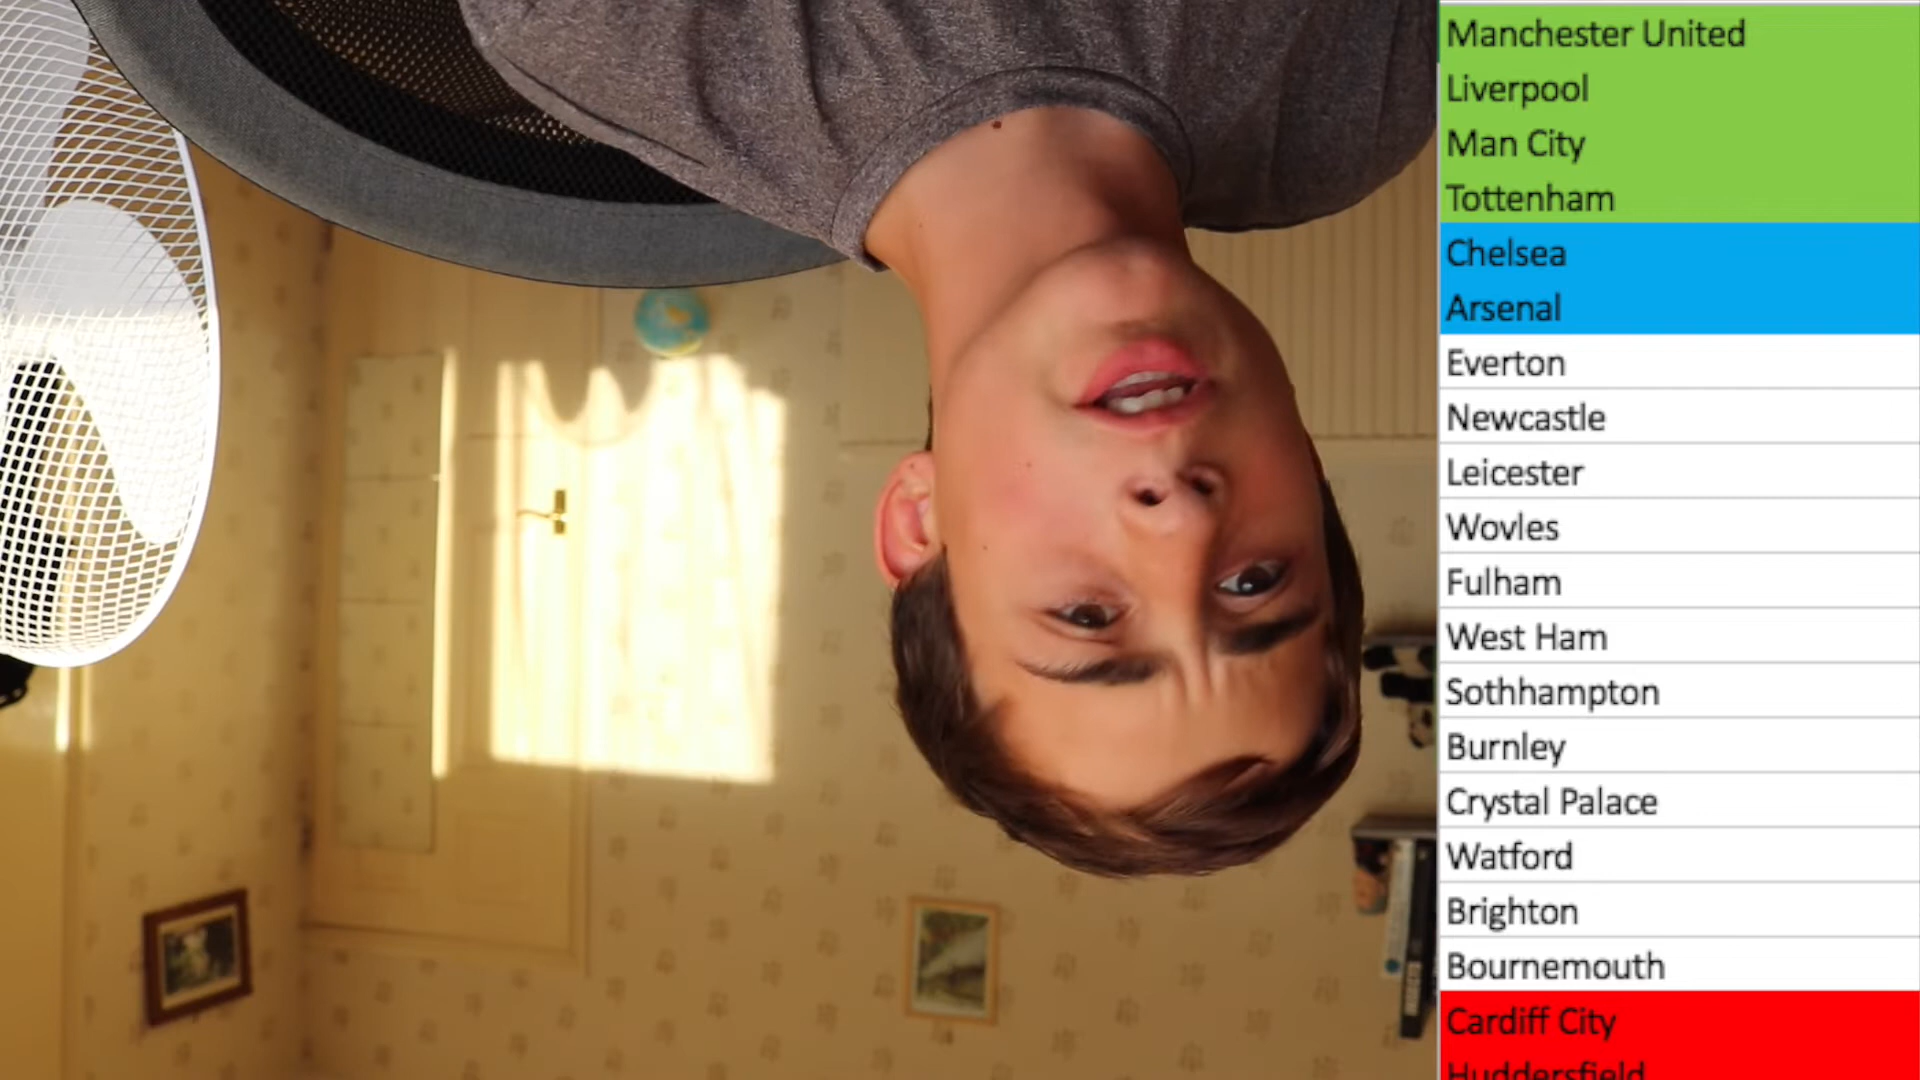 Manchester United
Liverpool
Man City
Tottenham
Chelsea
Arsenal
Everton
Newcastle
Leicester
Wovles
Fulham
West Ham
Sothhampton
Burnley
Crystal Palace
Watford
Brighton
Bournemouth
Cardiff City
Huddersfield